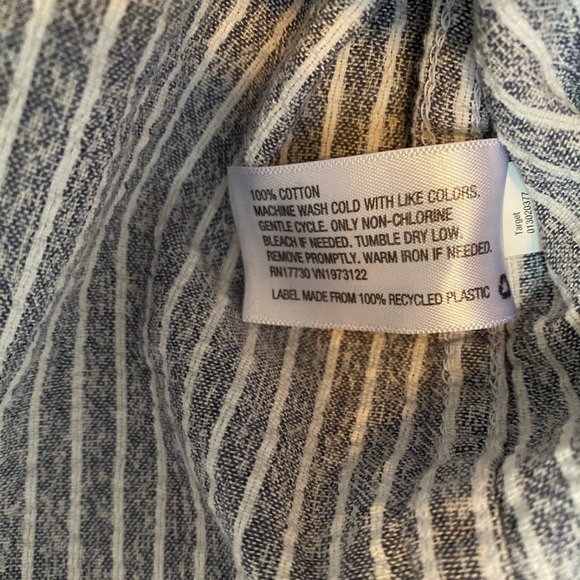 100% COTTON
MACHINE WASH COLD WITH LIKE COLORS.
GENTLE CYCLE. ONLY NON-CHLORINE
BLEACH IF NEEDED. TUMBLE DRY LOW.
REMOVE PROMPTLY. WARM IRON IF NEEDED.
RN17730 VN1973122
LABEL MADE FROM 100% RECYCLED PLASTIC
Target
013020377